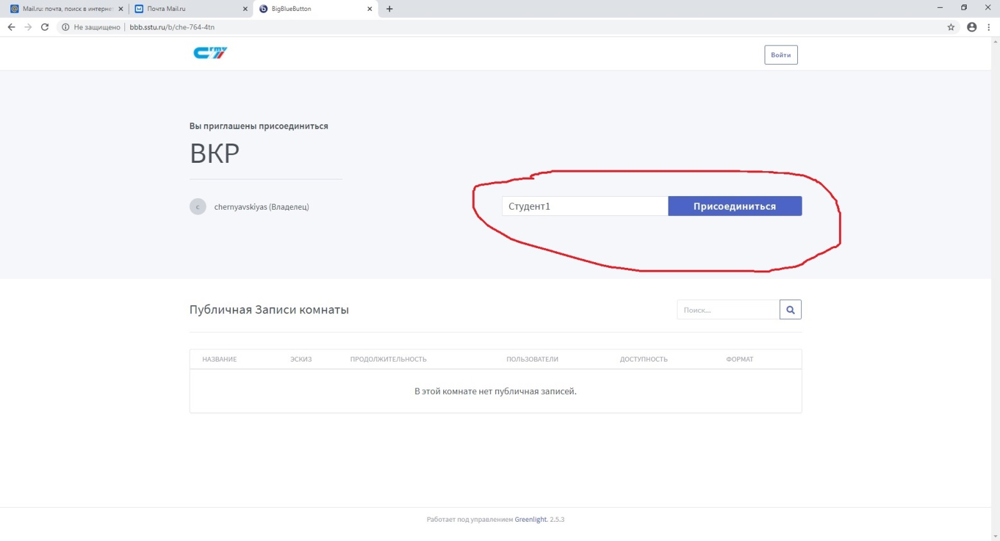 Mail.ru: почта, поиск в интернет
Почта Mail.ru
BigBlueButton
Не защищено
bbb.sstu.ru/b/che-764-4tn
сгту
Войти
Вы приглашены присоединиться
ВКР
c
chernyavskiyas (Владелец)
Студент1
Присоединиться
Публичная Записи комнаты
Поиск...
НАЗВАНИЕ ЭСКИЗ ПРОДОЛЖИТЕЛЬНОСТЬ ПОЛЬЗОВАТЕЛИ ДОСТУПНОСТЬ ФОРМАТ
В этой комнате нет публичная записей.
Работает под управлением Greenlight. 2.5.3